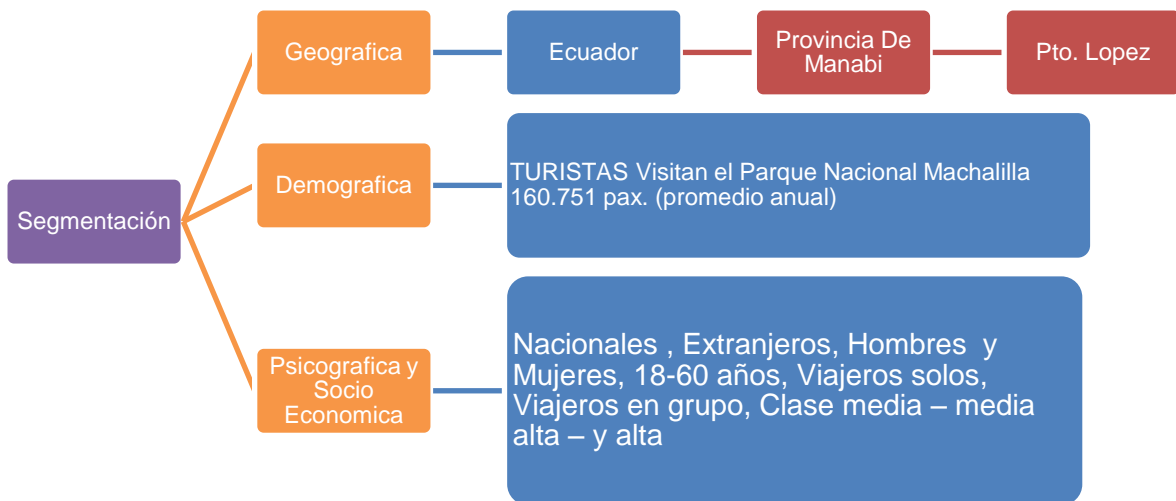 Segmentación
Geografica
Ecuador
Provincia De
Manabi
Pto. Lopez
Demografica
TURISTAS Visitan el Parque Nacional Machalilla
160.751 pax. (promedio anual)
Psicografica y
Socio
Economica
Nacionales , Extranjeros, Hombres y
Mujeres, 18-60 años, Viajeros solos,
Viajeros en grupo, Clase media – media
alta – y alta